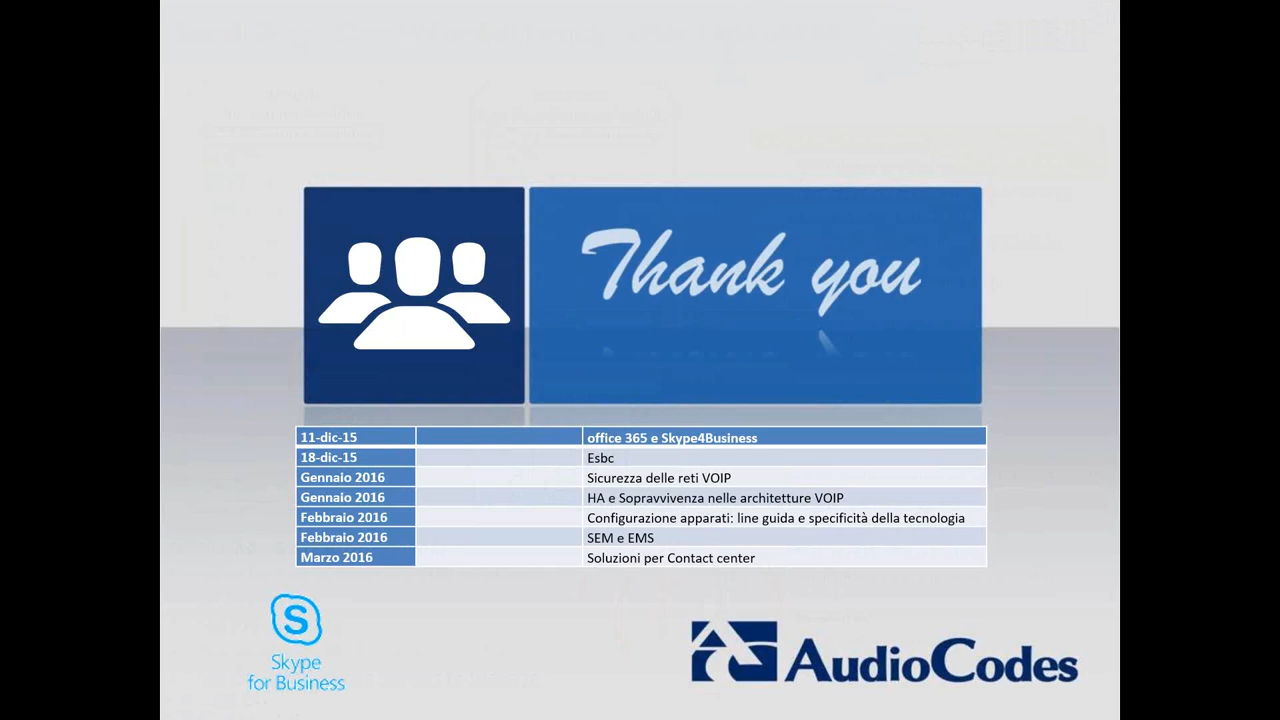 Thank you
11-dic-15 office 365 e Skype4Business
18-dic-15 Esbc
Gennaio 2016 Sicurezza delle reti VOIP
Gennaio 2016 HA e Sopravvivenza nelle architetture VOIP
Febbraio 2016 Configurazione apparati: line guida e specificità della tecnologia
Febbraio 2016 SEM e EMS
Marzo 2016 Soluzioni per Contact center
S
Skype
for Business
AudioCodes